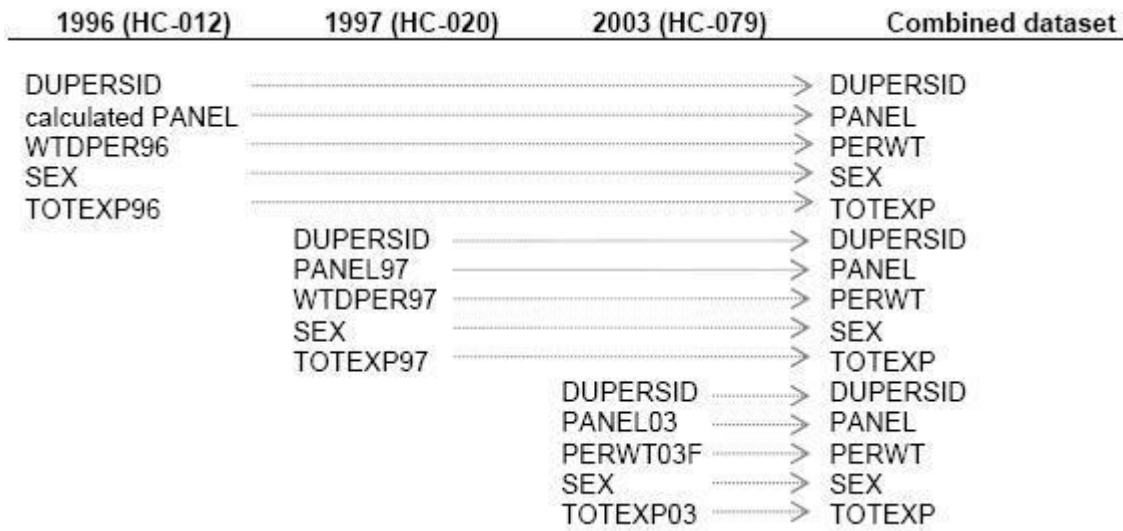 1996 (HC-012) 1997 (HC-020) 2003 (HC-079) Combined dataset
DUPERSID DUPERSID
calculated PANEL PANEL
WTDPER96 PERWT
SEX SEX
TOTEXP96 TOTEXP
DUPERSID DUPERSID
PANEL97 PANEL
WTDPER97 PERWT
SEX SEX
TOTEXP97 TOTEXP
DUPERSID DUPERSID
PANEL03 PANEL
PERWT03F PERWT
SEX SEX
TOTEXP03 TOTEXP